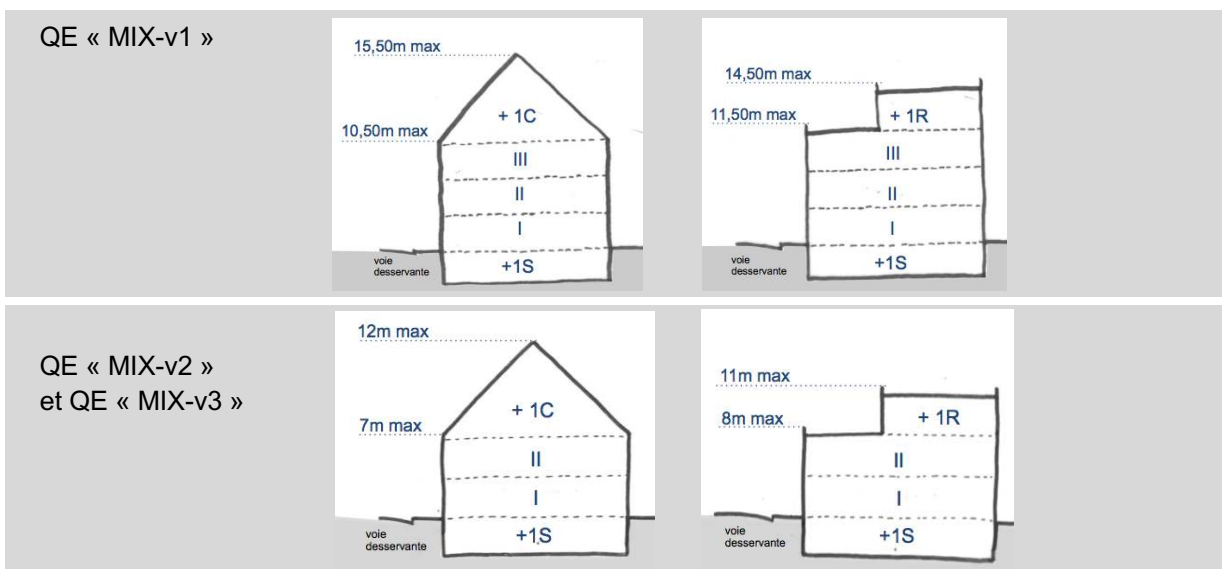 QE « MIX-v1 »
15,50m max
10,50m max
+ 1C
III
II
I
+1S
voie
desservante
14,50m max
11,50m max
+ 1R
III
II
I
+1S
voie
desservante
QE « MIX-v2 »
et QE « MIX-v3 »
12m max
7m max
+ 1C
II
I
+1S
voie
desservante
11m max
8m max
+ 1R
II
I
+1S
voie
desservante